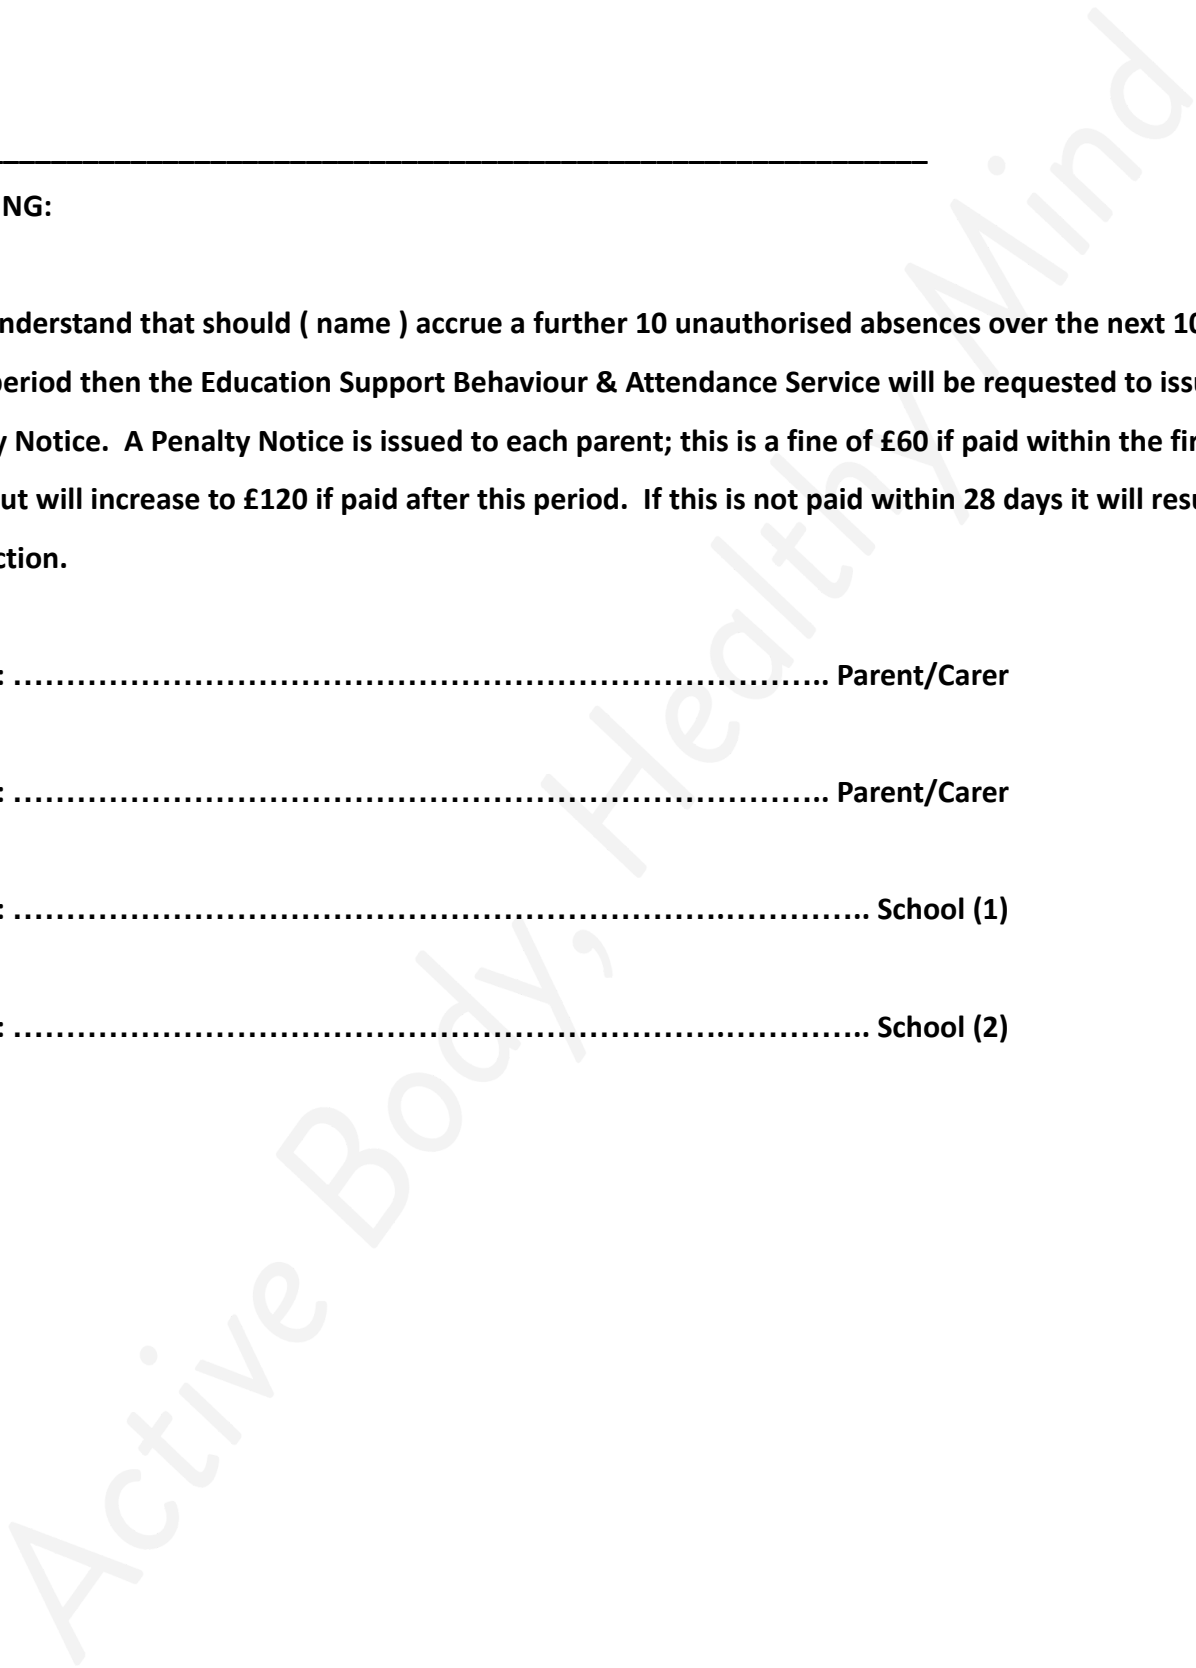 NG:
nderstand that should ( name ) accrue a further 10 unauthorised absences over the next 10
period then the Education Support Behaviour & Attendance Service will be requested to issu
y Notice.  A Penalty Notice is issued to each parent; this is a fine of £60 if paid within the fir
ut will increase to £120 if paid after this period.  If this is not paid within 28 days it will resu
ction.
: ………………………………………………………………….. Parent/Carer
: ………………………………………………………………….. Parent/Carer
: ………………………………………………………….………….. School (1)
: ………………………………………………………….………….. School (2)
Active Body, Healthy Mind